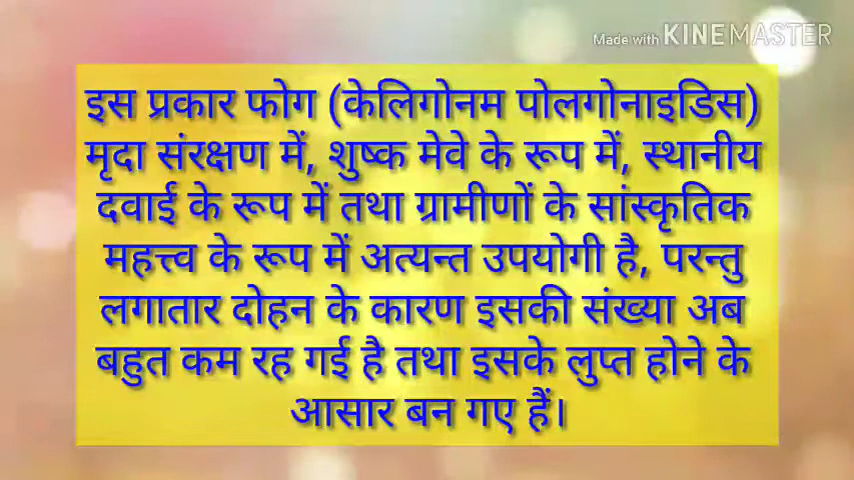 Made with KINEMASTER
इस प्रकार फोग (केलिगोनम पोलगोनाइडिस)
मृदा संरक्षण में, शुष्क मेवे के रूप में, स्थानीय
दवाई के रूप में तथा ग्रामीणों के सांस्कृतिक
महत्त्व के रूप में अत्यन्त उपयोगी है, परन्तु
लगातार दोहन के कारण इसकी संख्या अब
बहुत कम रह गई है तथा इसके लुप्त होने के
आसार बन गए हैं।